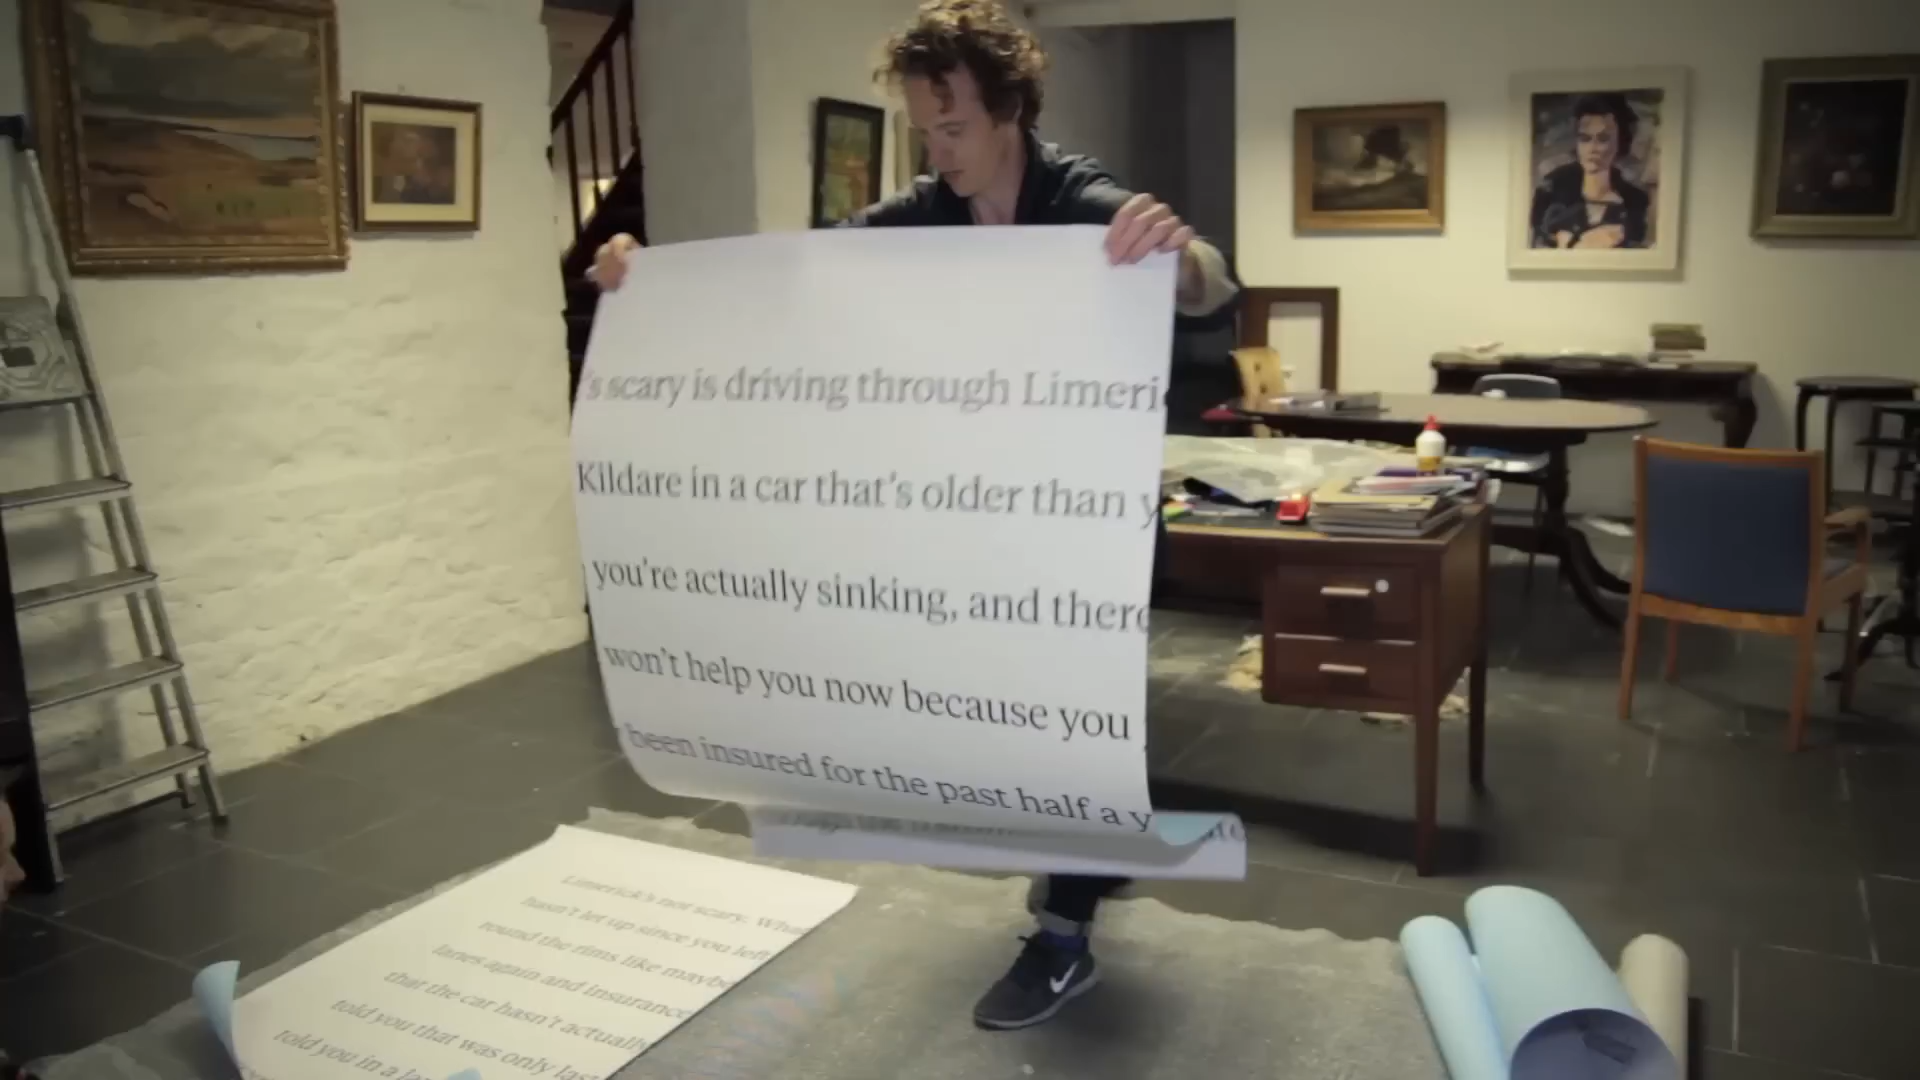 's scary is driving through Limeri
Kildare in a car that's older than y
you're actually sinking, and there
won't help you now because you
been insured for the past half a y
Limerick's not scary. What
hasn't let up since you left
round the rims like maybe
lanes again and insurance
that the car hasn't actually
told you that was only las
told you in a